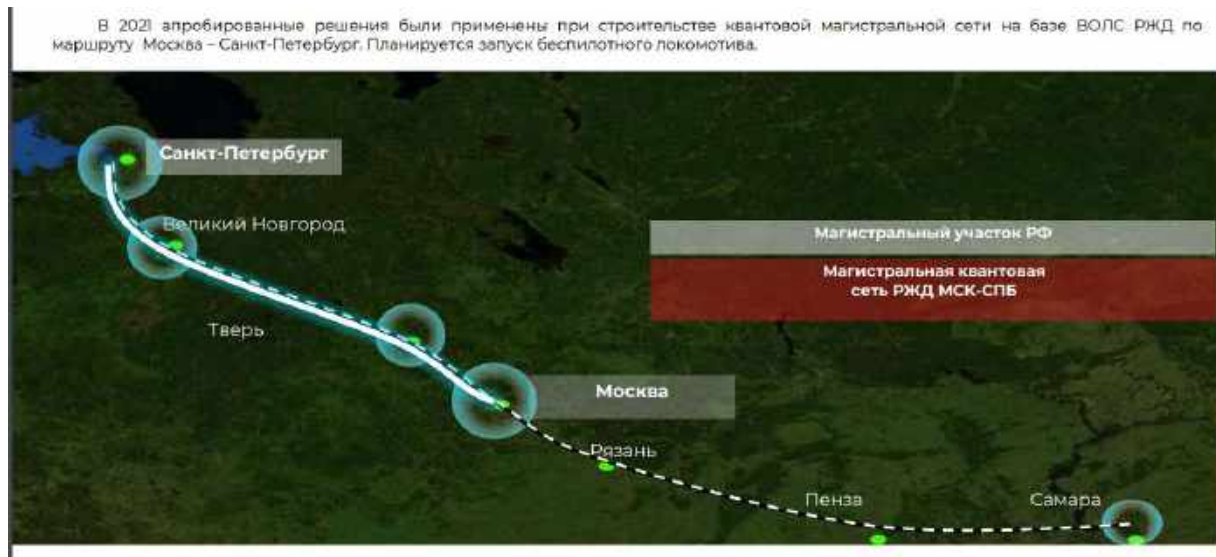 В 2021 апробированные решения были применены при строительстве квантовой магистральной сети на базе ВОЛС РЖД по
маршруту Москва – Санкт-Петербург. Планируется запуск беспилотного локомотива.
Санкт-Петербург
Великий Новгород
Магистральный участок РФ
Магистральная квантовая
сеть РЖД МСК-СПБ
Тверь
Москва
Рязань
Пенза
Самара